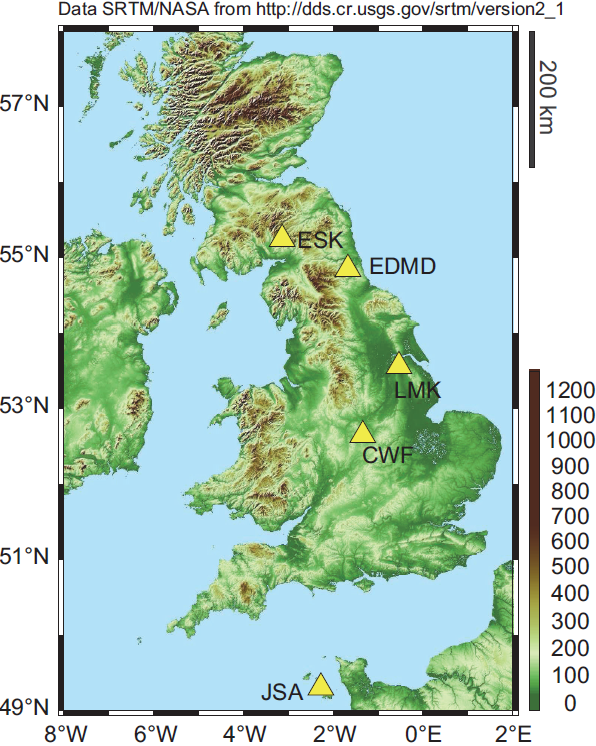 Data SRTM/NASA from http://dds.cr.usgs.gov/srtm/version2_1
200 km
57°N
ESK
55°N
EDMD
LMK
53°N
CWF
51°N
JSA
49°N
1200
1100
1000
900
800
700
600
500
400
300
200
100
0
8°W
6°W
4°W
2°W
0°E
2°E